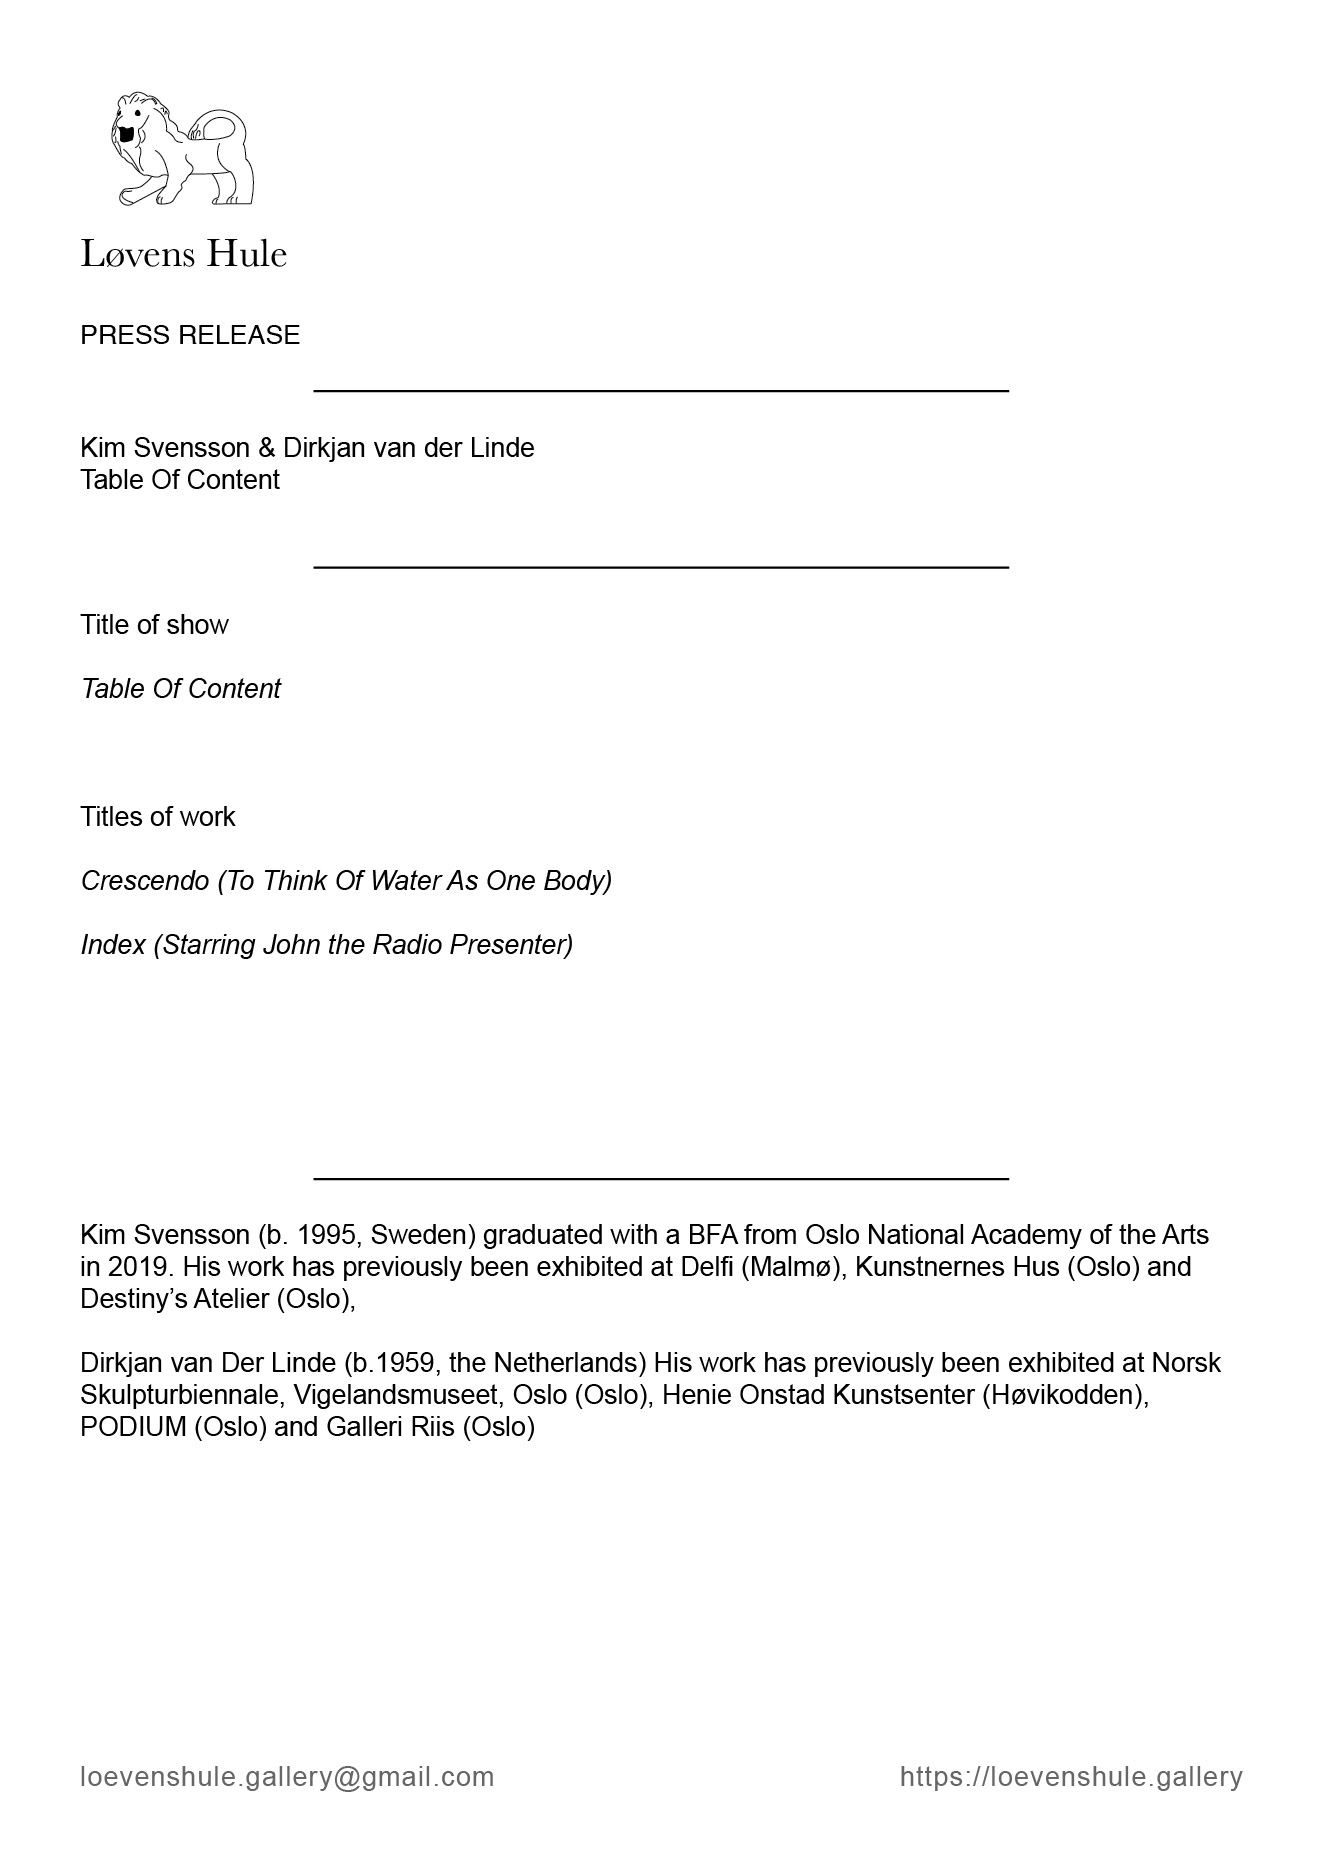 Løvens Hule
PRESS RELEASE
Kim Svensson & Dirkjan van der Linde
Table Of Content
Title of show
Table Of Content
Titles of work
Crescendo (To Think Of Water As One Body)
Index (Starring John the Radio Presenter)
Kim Svensson (b. 1995, Sweden) graduated with a BFA from Oslo National Academy of the Arts
in 2019. His work has previously been exhibited at Delfi (Malmø), Kunstnernes Hus (Oslo) and
Destiny’s Atelier (Oslo),
Dirkjan van Der Linde (b.1959, the Netherlands) His work has previously been exhibited at Norsk
Skulpturbiennale, Vigelandsmuseet, Oslo (Oslo), Henie Onstad Kunstsenter (Høvikodden),
PODIUM (Oslo) and Galleri Riis (Oslo)
loevenshule.gallery@gmail.com
https://loevenshule.gallery